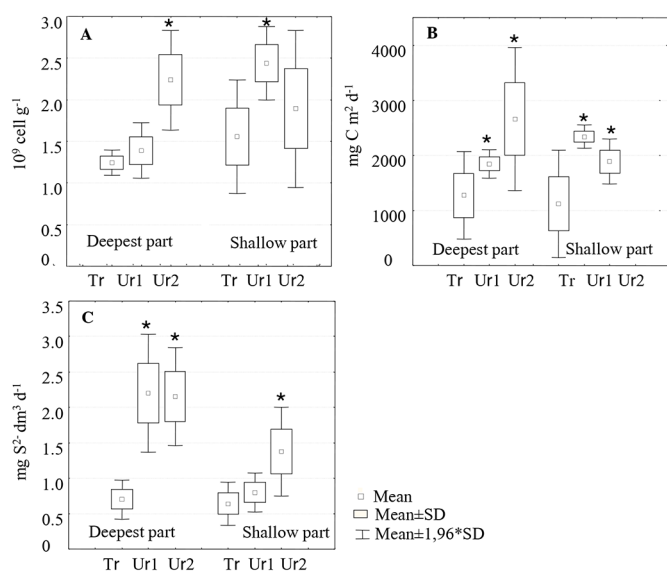 A
10⁹ cell g⁻¹
3.0
2.5
2.0
1.5
1.0
0.5
0
*
*
Deepest part
Shallow part
Tr Ur1 Ur2 Tr Ur1 Ur2
B
mg C m² d⁻¹
4000
3000
2000
1000
0
*
*
*
*
Deepest part
Shallow part
Tr Ur1 Ur2 Tr Ur1 Ur2
C
mg S²⁻ dm³ d⁻¹
3.5
3.0
2.5
2.0
1.5
1.0
0.5
0
*
*
*
Deepest part
Shallow part
Tr Ur1 Ur2 Tr Ur1 Ur2
Mean
Mean±SD
Mean±1,96*SD